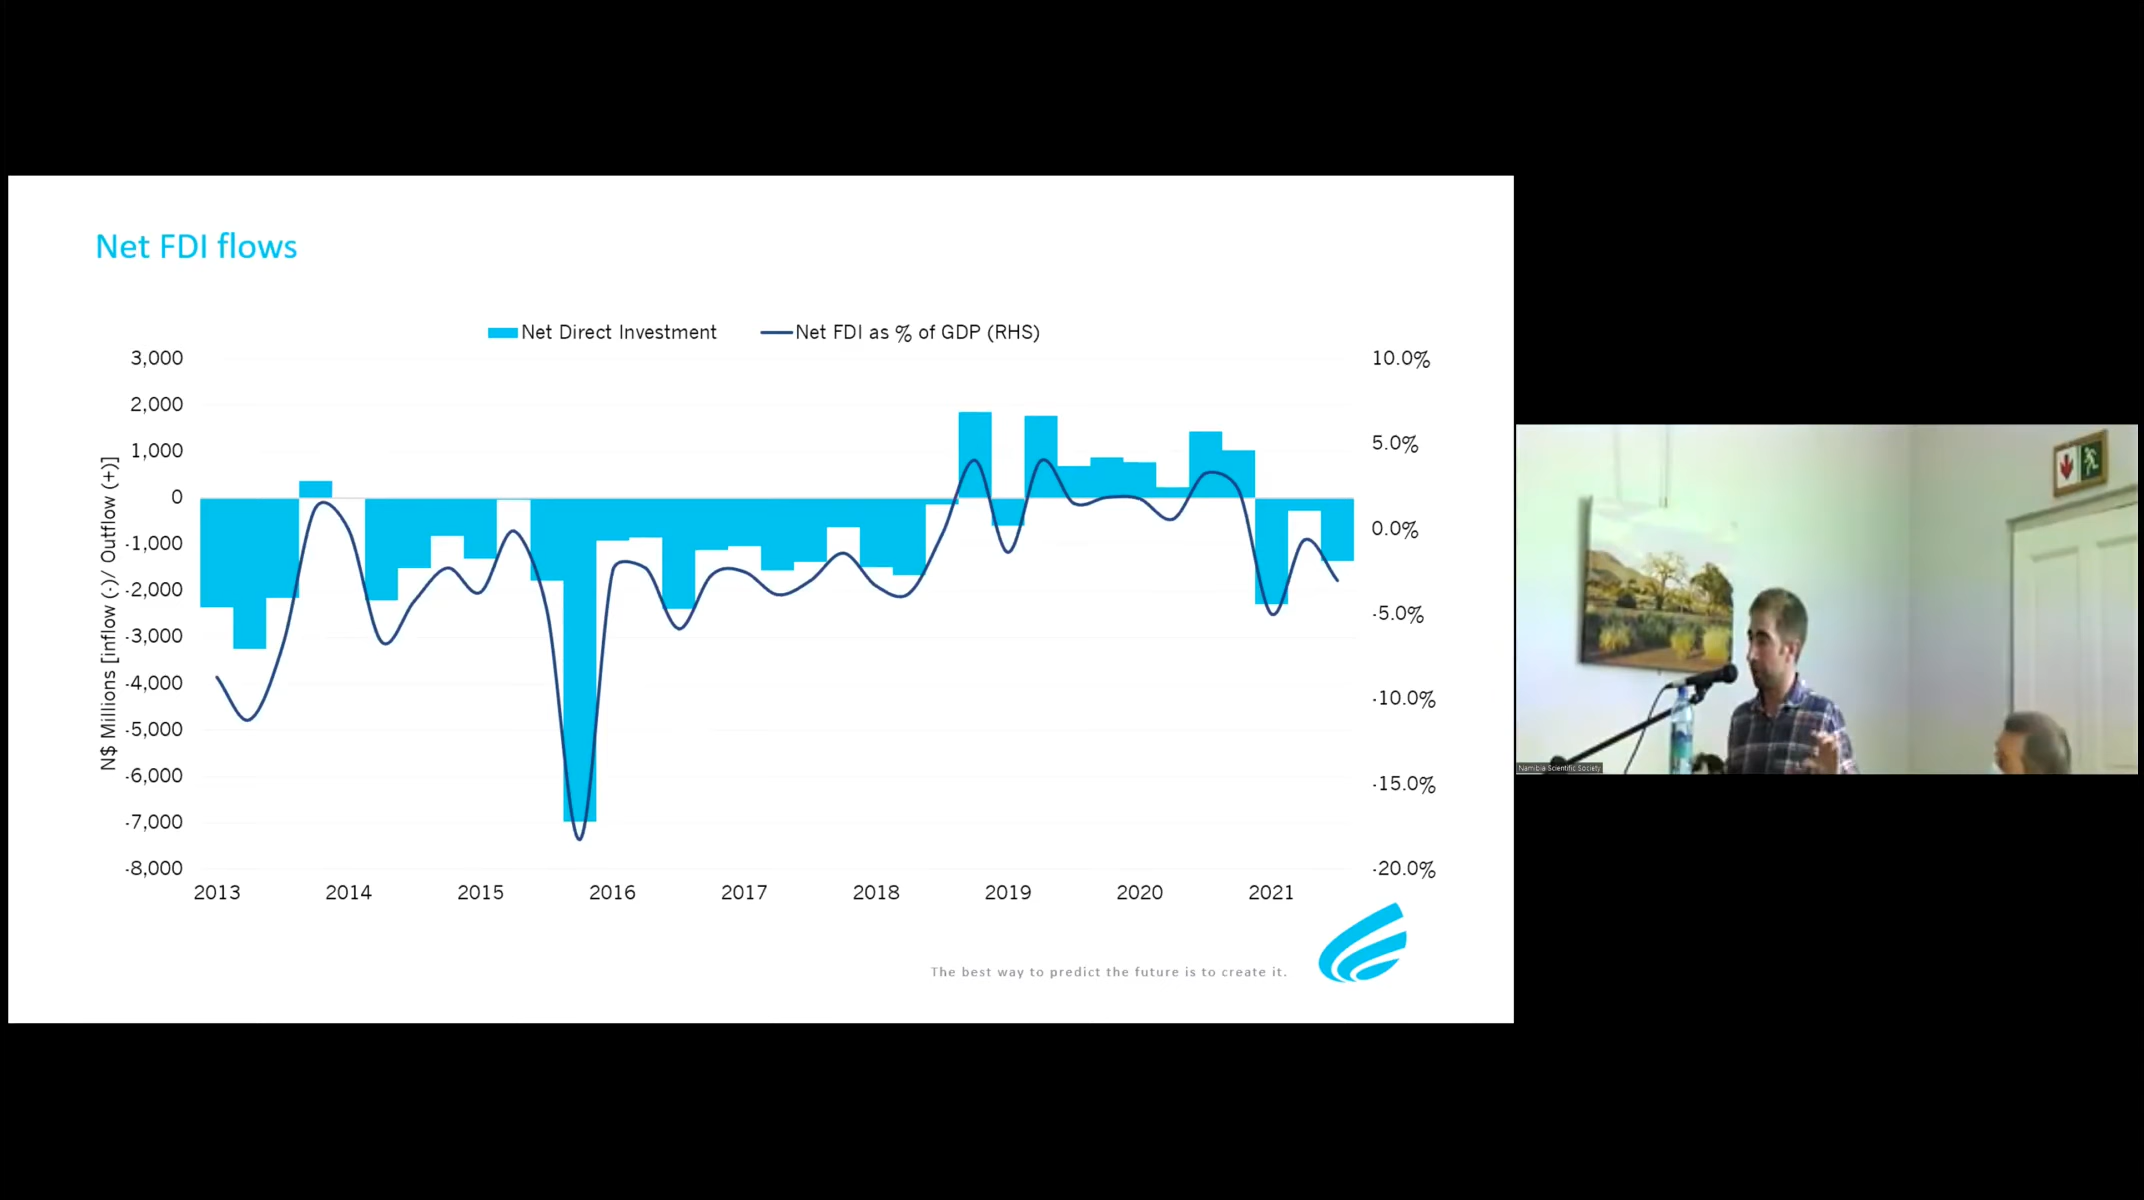 Net FDI flows
Net Direct Investment
Net FDI as % of GDP (RHS)
N$ Millions [inflow (-)/ Outflow (+)]
3,000
2,000
1,000
0
-1,000
-2,000
-3,000
-4,000
-5,000
-6,000
-7,000
-8,000
10.0%
5.0%
0.0%
-5.0%
-10.0%
-15.0%
-20.0%
2013 2014 2015 2016 2017 2018 2019 2020 2021
The best way to predict the future is to create it.
Namibia Scientific Society